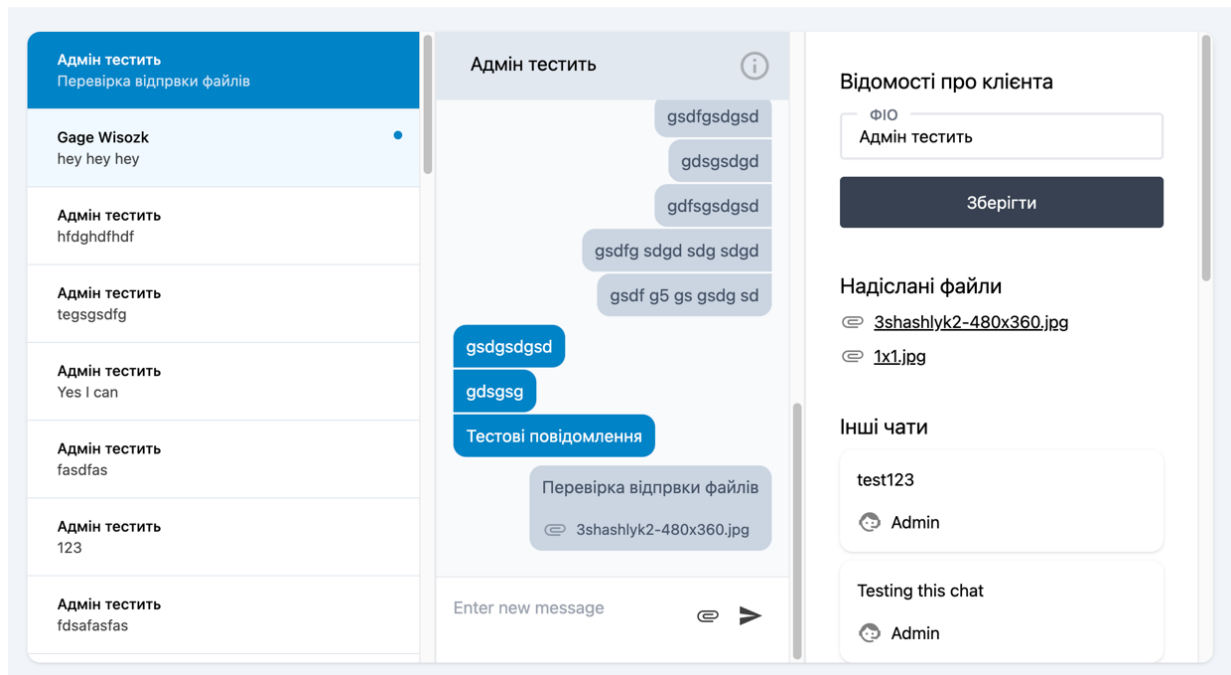 Адмін тестить
Перевірка відпрвки файлів
Gage Wisozk
hey hey hey
Адмін тестить
hfdghdfhdf
Адмін тестить
tegsgsdfg
Адмін тестить
Yes I can
Адмін тестить
fasdfas
Адмін тестить
123
Адмін тестить
fdsafasfas
Адмін тестить
gsdfgsdgsd
gdsgsdgd
gdfsgsdgsd
gsdfg sdgd sdg sdgd
gsdf g5 gs gsdg sd
gsdgsdgsd
gdsgsg
Тестові повідомлення
Перевірка відпрвки файлів
3shashlyk2-480x360.jpg
Enter new message
Відомості про клієнта
ФІО
Адмін тестить
Зберігти
Надіслані файли
3shashlyk2-480x360.jpg
1x1.jpg
Інші чати
test123
Admin
Testing this chat
Admin